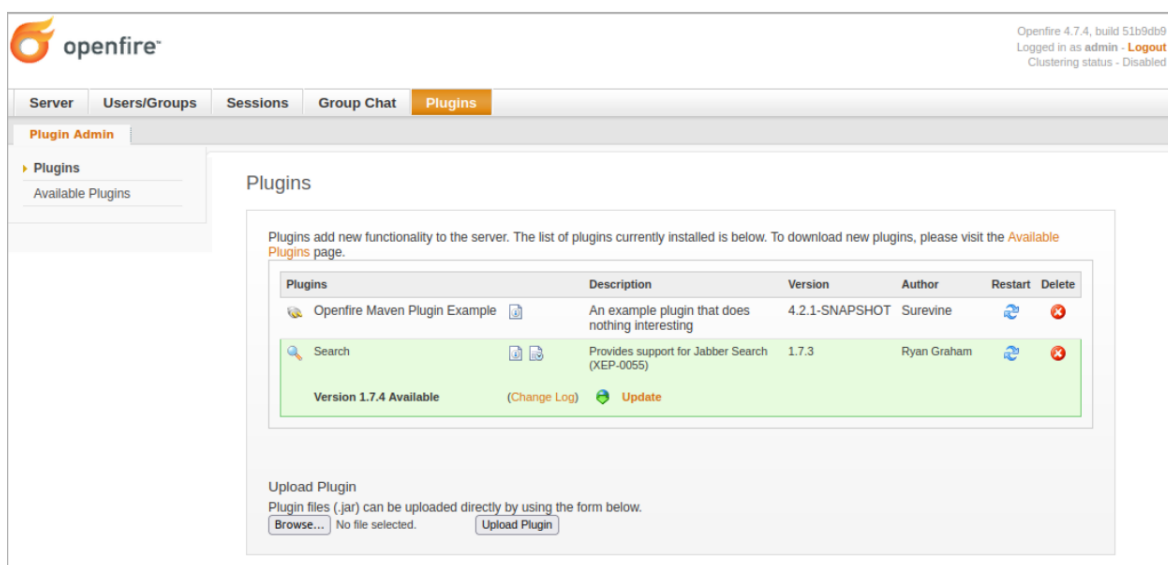 openfire™
Openfire 4.7.4, build 51b9db9
Logged in as admin - Logout
Clustering status - Disabled
Server Users/Groups Sessions Group Chat Plugins
Plugin Admin
Plugins
Available Plugins
Plugins
Plugins add new functionality to the server. The list of plugins currently installed is below. To download new plugins, please visit the Available
Plugins page.
Plugins Description Version Author Restart Delete
Openfire Maven Plugin Example An example plugin that does 4.2.1-SNAPSHOT Surevine
nothing interesting
Search Provides support for Jabber Search 1.7.3 Ryan Graham
(XEP-0055)
Version 1.7.4 Available (Change Log) Update
Upload Plugin
Plugin files (.jar) can be uploaded directly by using the form below.
Browse... No file selected. Upload Plugin